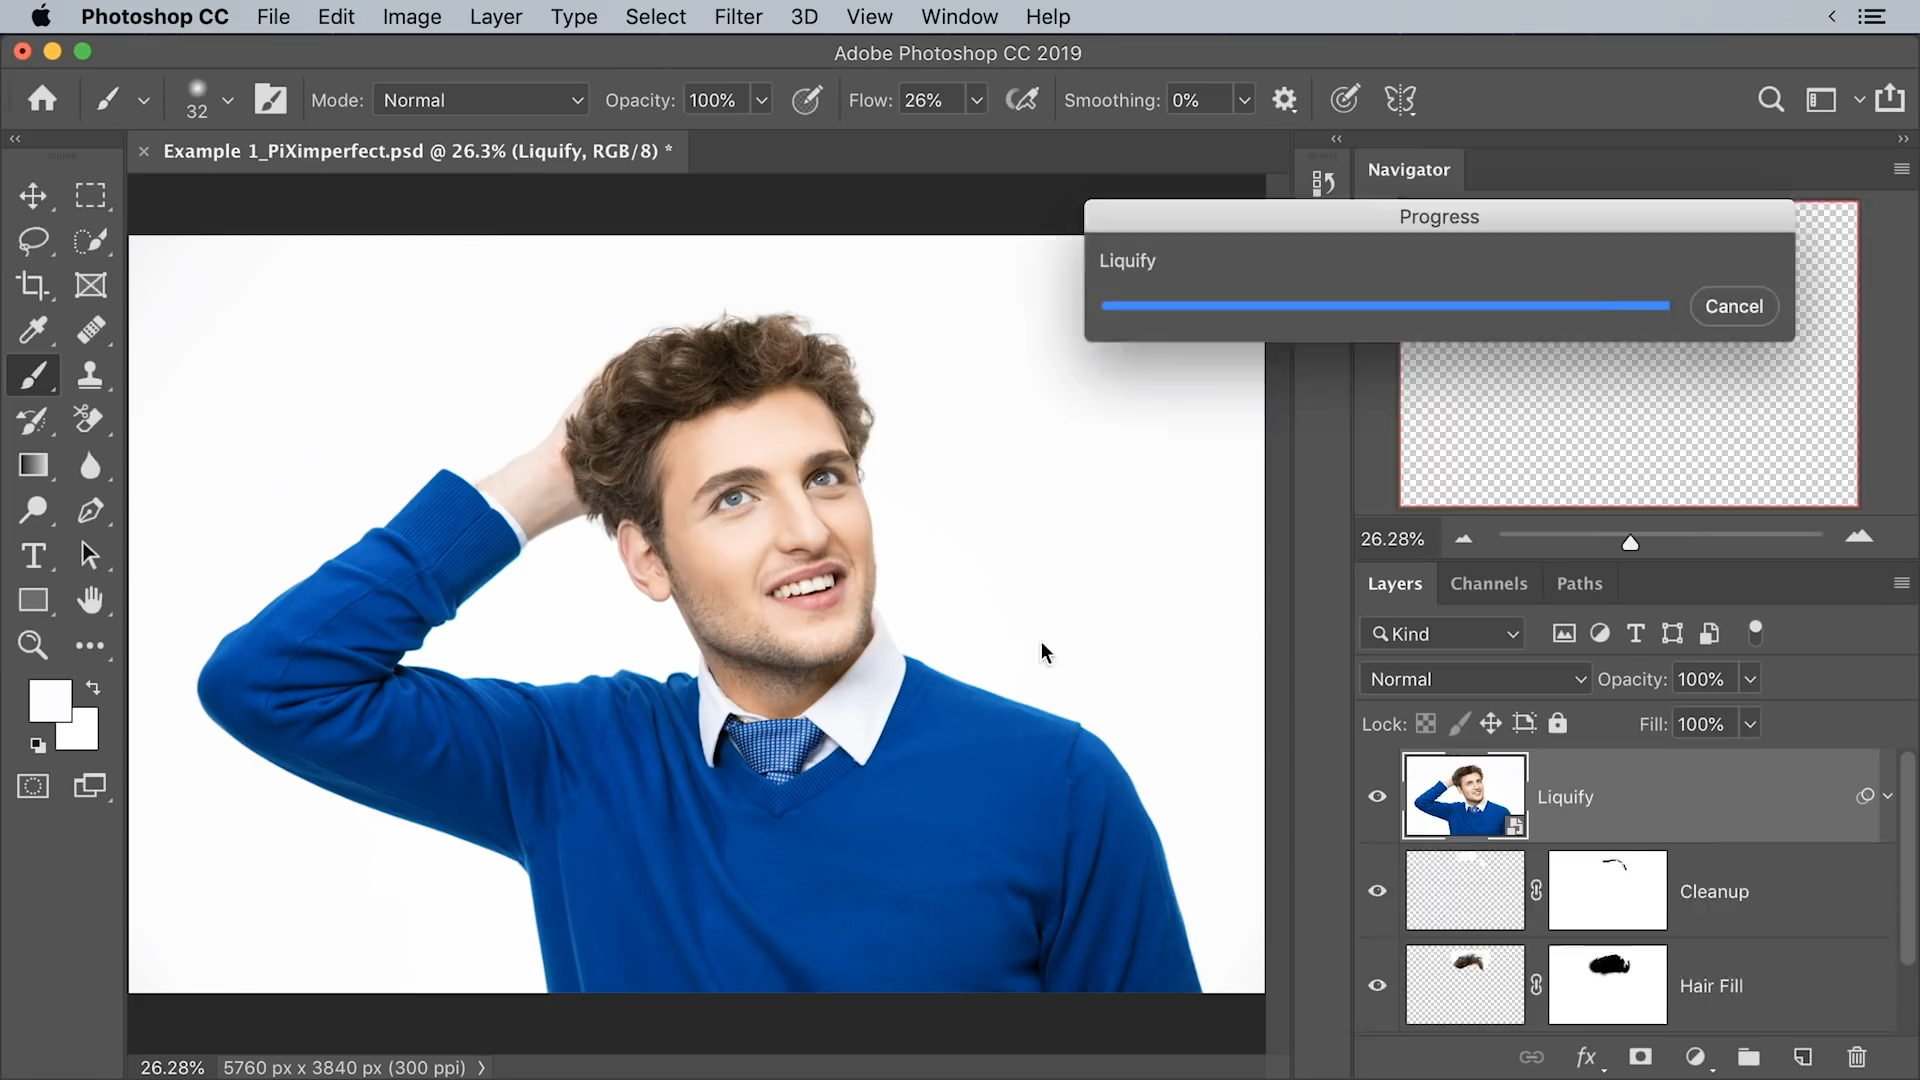 Photoshop CC File Edit Image Layer Type Select Filter 3D View Window Help
Adobe Photoshop CC 2019
32 Mode: Normal Opacity: 100% Flow: 26% Smoothing: 0%
Example 1_PiXimperfect.psd @ 26.3% (Liquify, RGB/8) *
Navigator
Progress
Liquify
Cancel
26.28%
Layers Channels Paths
Kind
Normal Opacity: 100%
Lock: Fill: 100%
Liquify
Cleanup
Hair Fill
fx
26.28% 5760 px x 3840 px (300 ppi)